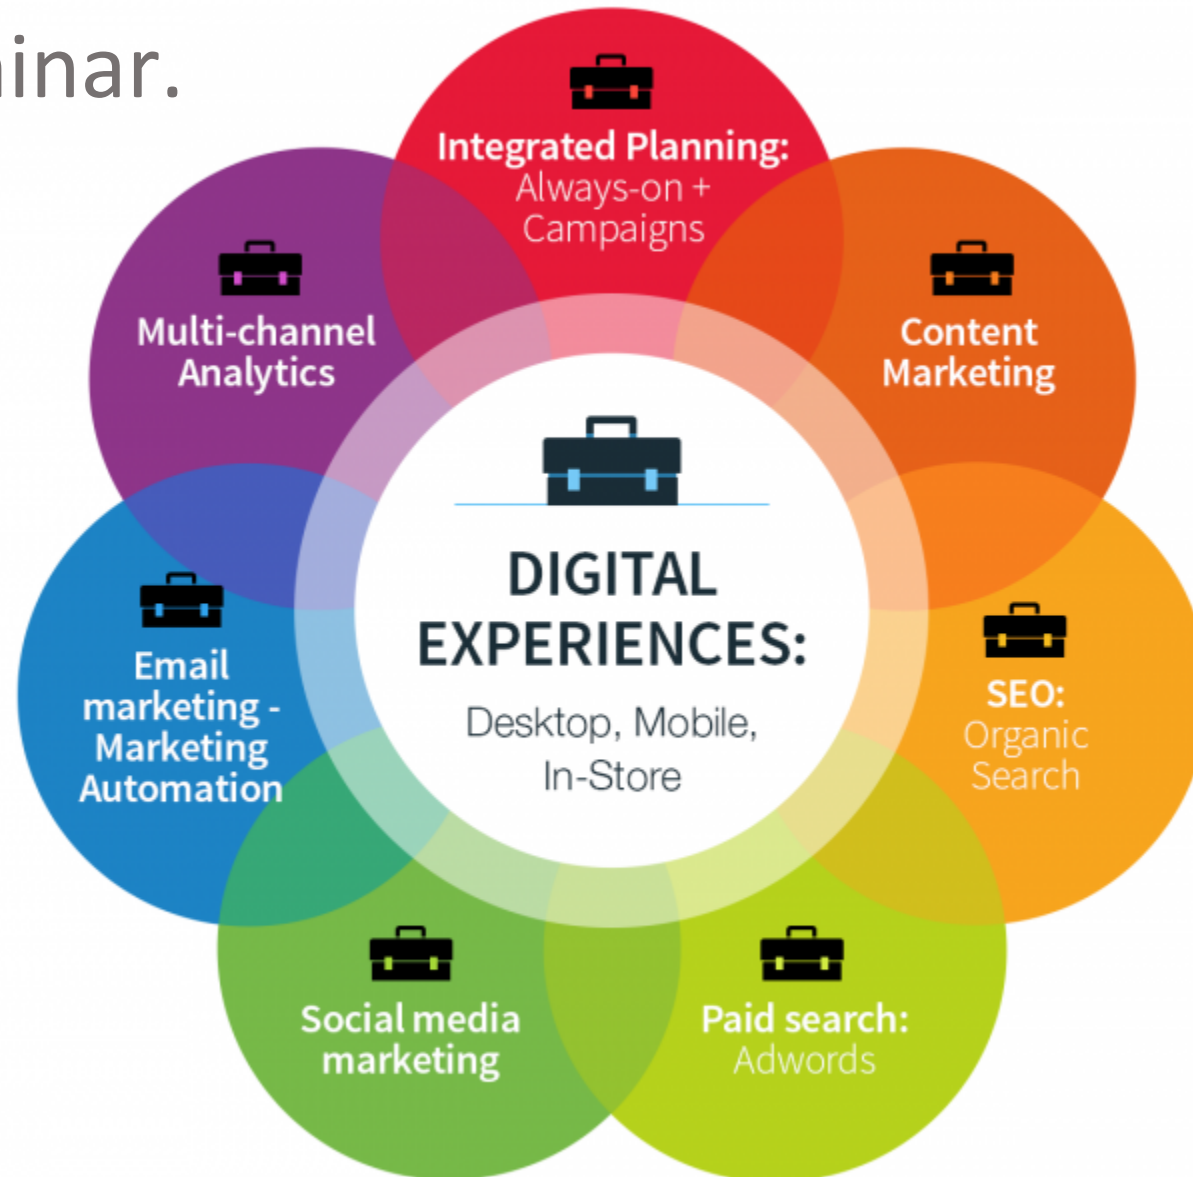 Integrated Planning:
Always-on +
Campaigns
Content
Marketing
SEO:
Organic
Search
Paid search:
Adwords
Social media
marketing
Email
marketing -
Marketing
Automation
Multi-channel
Analytics
DIGITAL
EXPERIENCES:
Desktop, Mobile,
In-Store